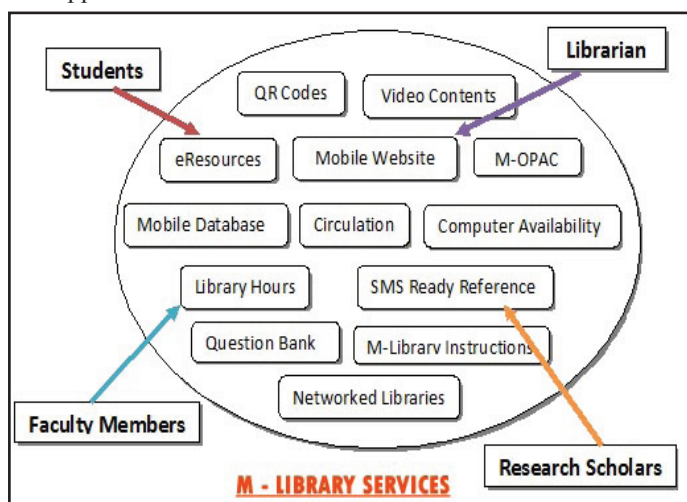 Students
Librarian
QR Codes
Video Contents
eResources
Mobile Website
M-OPAC
Mobile Database
Circulation
Computer Availability
Library Hours
SMS Ready Reference
Question Bank
M-Library Instructions
Networked Libraries
Faculty Members
Research Scholars
M - LIBRARY SERVICES